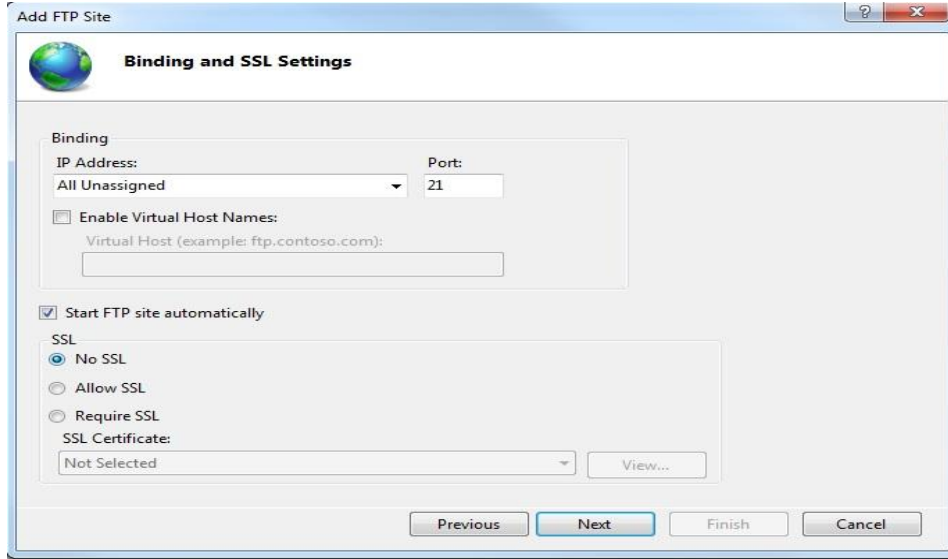 Add FTP Site
Binding and SSL Settings
Binding
IP Address: Port:
All Unassigned 21
Enable Virtual Host Names:
Virtual Host (example: ftp.contoso.com):
Start FTP site automatically
SSL
No SSL
Allow SSL
Require SSL
SSL Certificate:
Not Selected View...
Previous Next Finish Cancel